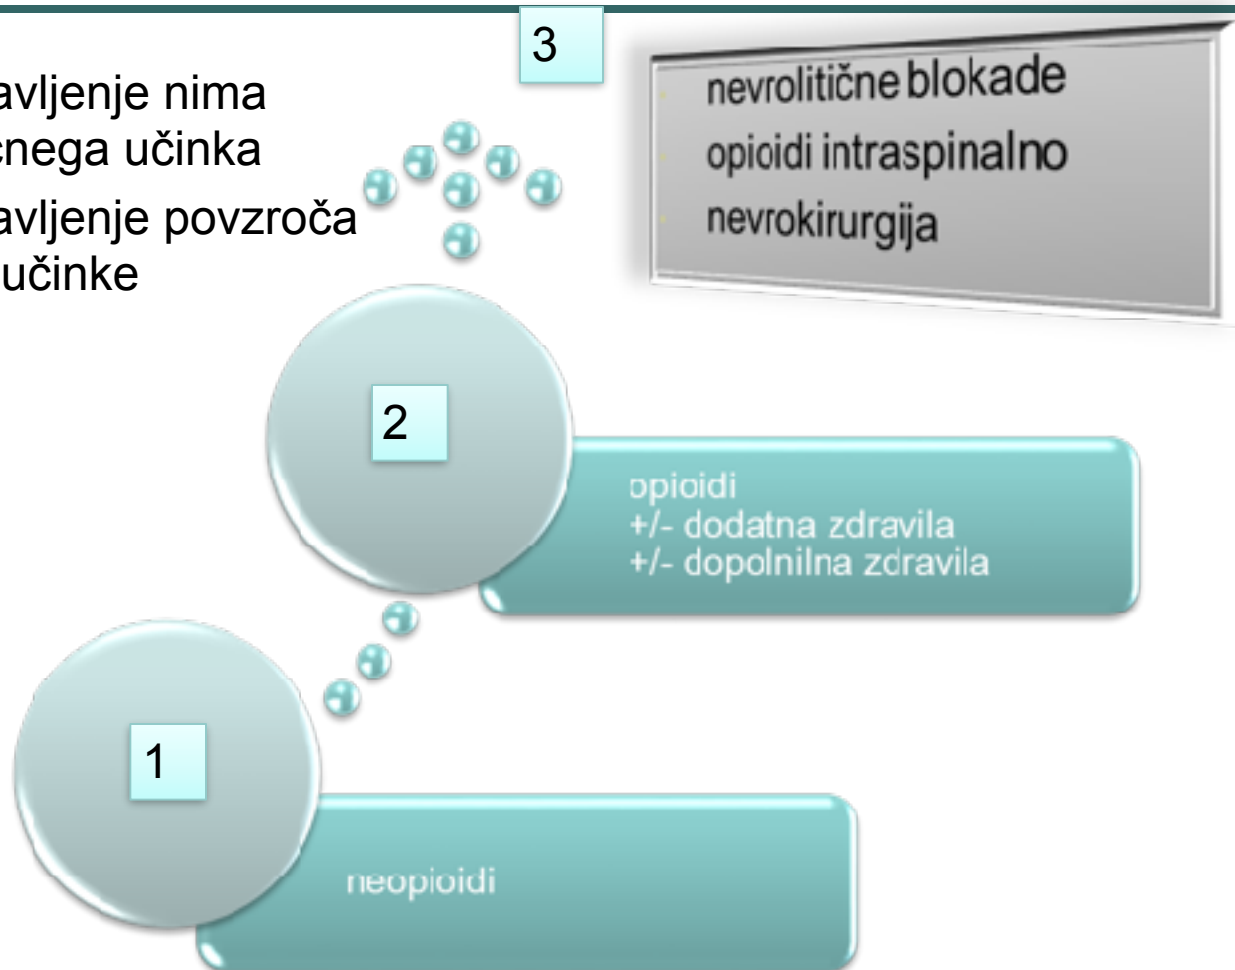 3
avljenje nima
čnega učinka
avljenje povzroča
učinke
nevrolitične blokade
opioidi intraspinalno
nevrokirurgija
2
opioidi
+/- dodatna zdravila
+/- dopolnilna zdravila
1
neopioidi